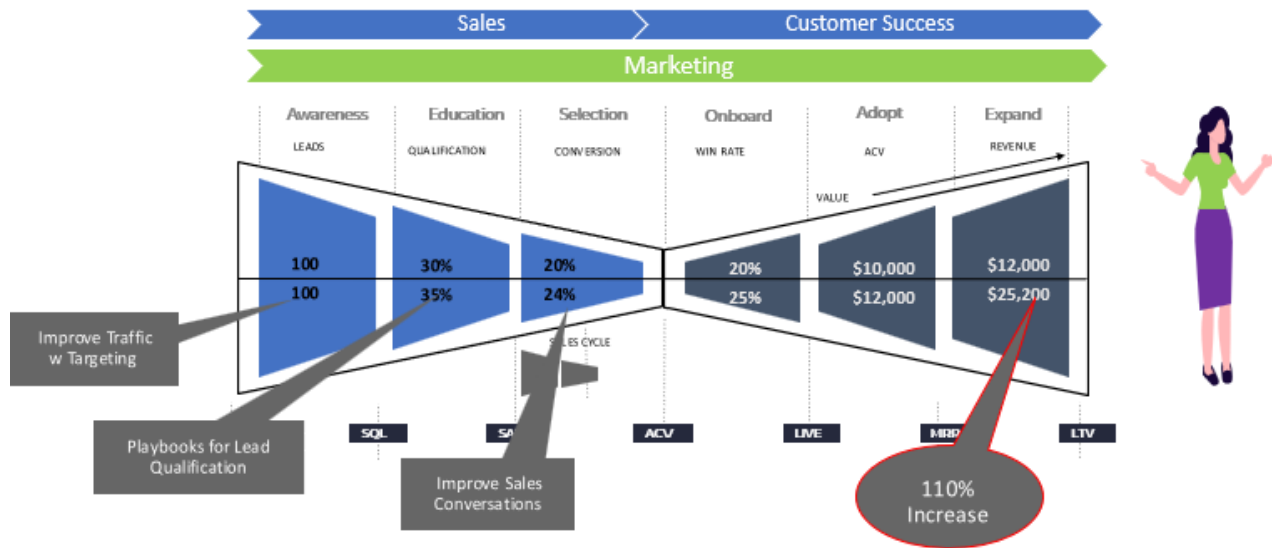 Sales
Customer Success
Marketing
Awareness
Education
Selection
Onboard
Adopt
Expand
LEADS
QUALIFICATION
CONVERSION
WIN RATE
ACV
REVENUE
VALUE
100
30%
20%
20%
$10,000
$12,000
100
35%
24%
25%
$12,000
$25,200
Improve Traffic
w Targeting
CYCLE
Playbooks for Lead
Qualification
SQL
ACV
LIVE
LTV
Improve Sales
Conversations
110%
Increase